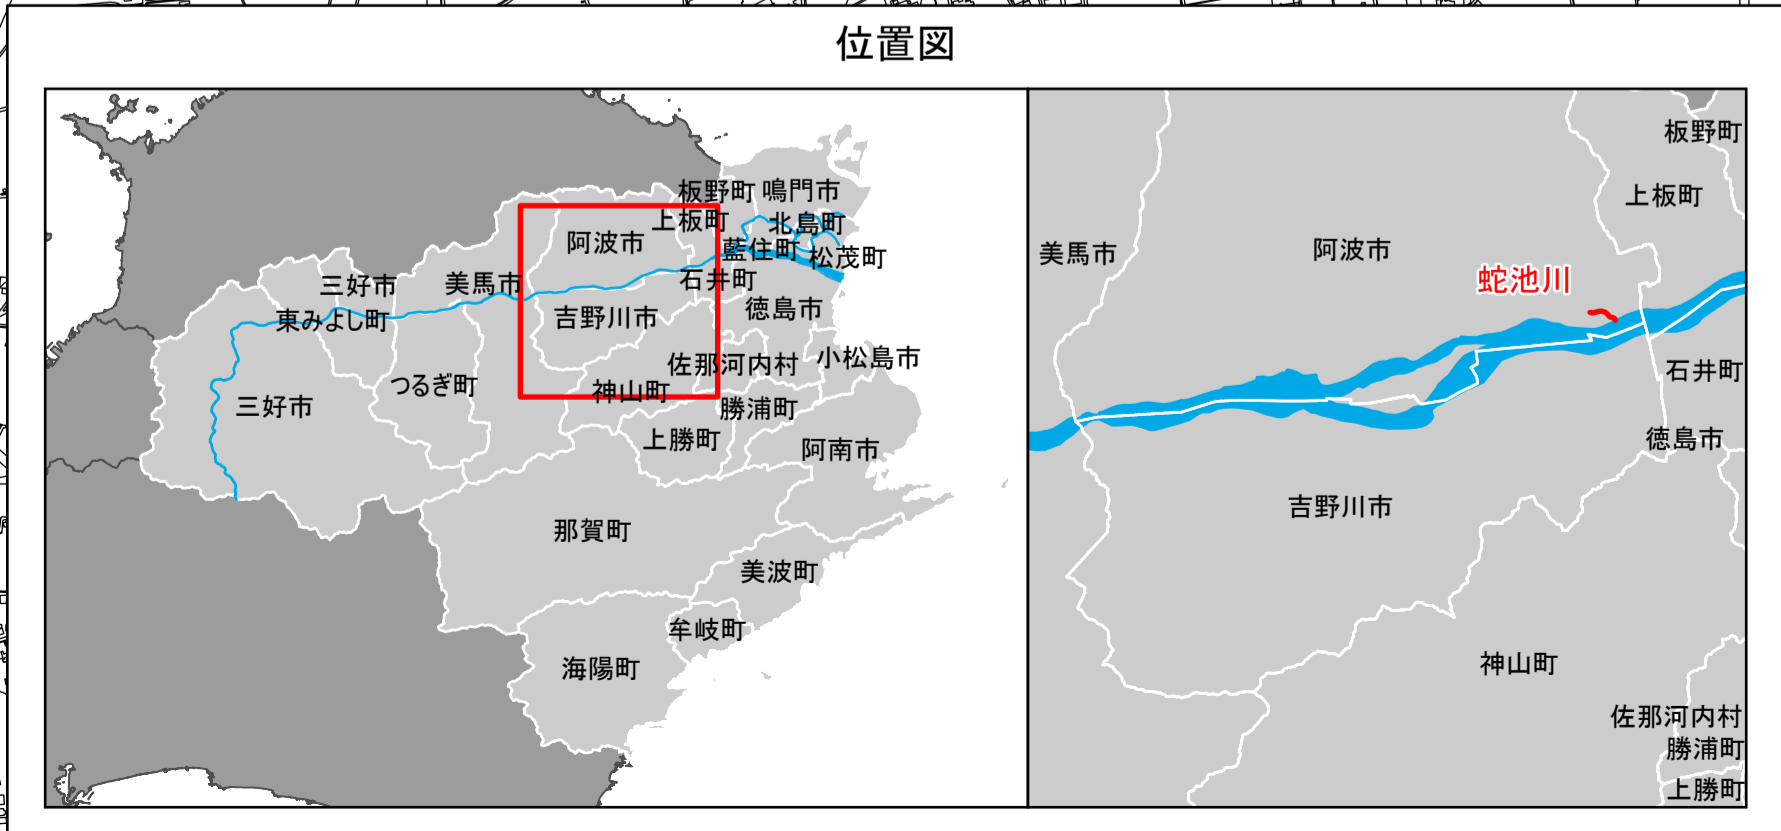 位置図
板野町 鳴門市
上板町 北島町
阿波市 藍住町 松茂町
美馬市 石井町
三好市
東みよし町 吉野川市 徳島市
佐那河内村 小松島市
つるぎ町 神山町
三好市 勝浦町
上勝町 阿南市
那賀町
美波町
牟岐町
海陽町
板野町
上板町
美馬市 阿波市
蛇池川
石井町
徳島市
吉野川市
神山町
佐那河内村
勝浦町
上勝町